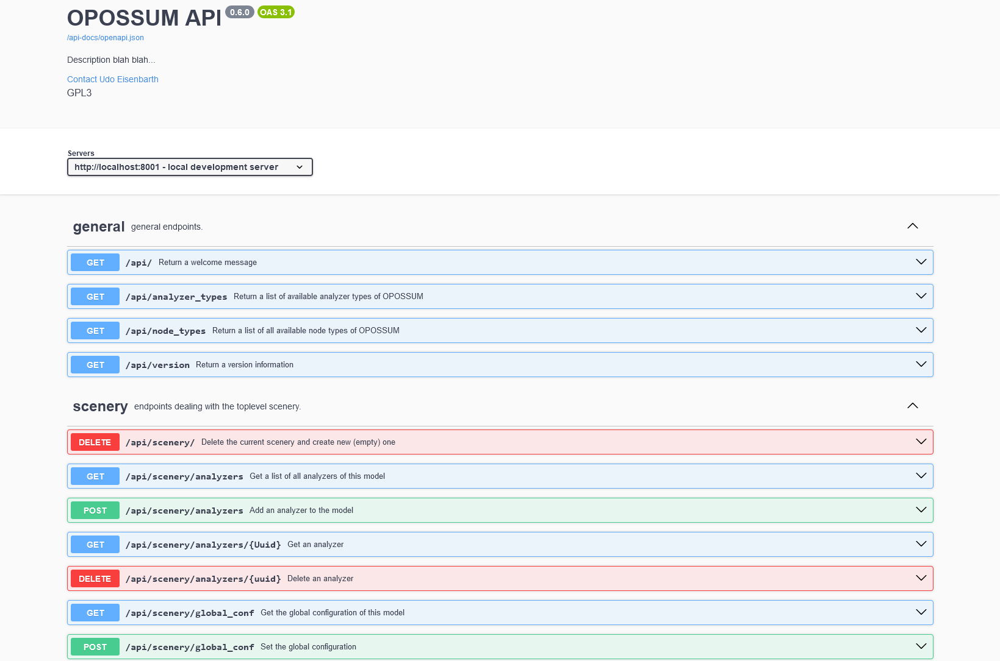 OPOSSUM API 0.6.0 OAS 3.1
/api-docs/openapi.json
Description blah blah...
Contact Udo Eisenbarth
GPL3
Servers
http://localhost:8001 - local development server
general general endpoints.
GET /api/ Return a welcome message
GET /api/analyzer_types Return a list of available analyzer types of OPOSSUM
GET /api/node_types Return a list of all available node types of OPOSSUM
GET /api/version Return a version information
scenery endpoints dealing with the toplevel scenery.
DELETE /api/scenery/ Delete the current scenery and create new (empty) one
GET /api/scenery/analyzers Get a list of all analyzers of this model
POST /api/scenery/analyzers Add an analyzer to the model
GET /api/scenery/analyzers/{Uuid} Get an analyzer
DELETE /api/scenery/analyzers/{uuid} Delete an analyzer
GET /api/scenery/global_conf Get the global configuration of this model
POST /api/scenery/global_conf Set the global configuration